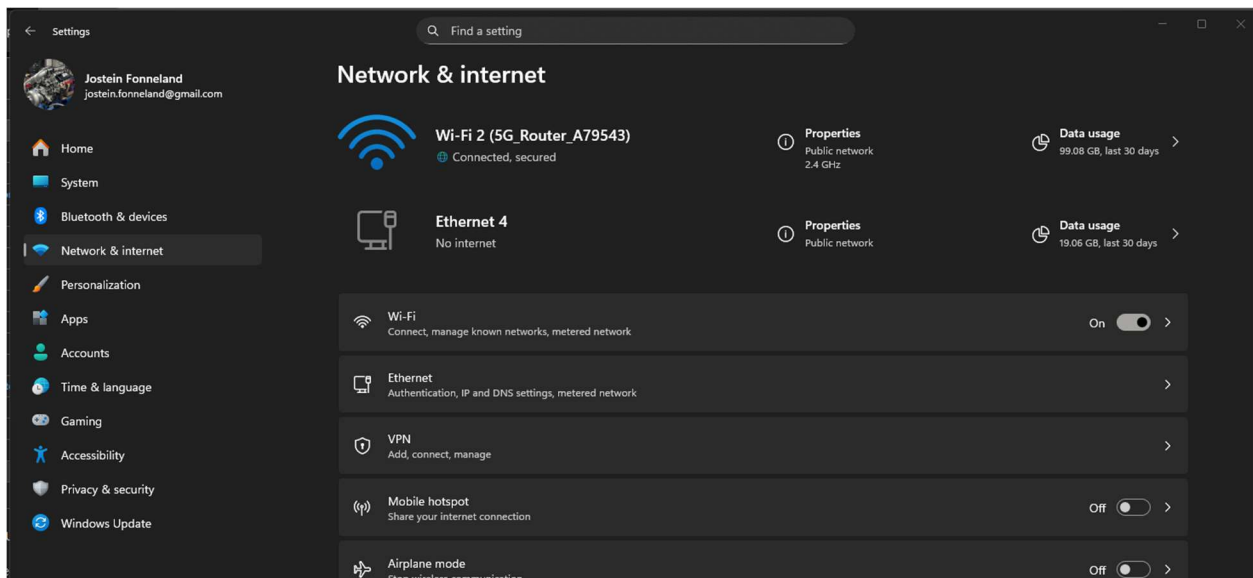 Settings
Find a setting
Jostein Fonneland
jostein.fonneland@gmail.com
Home
System
Bluetooth & devices
Network & internet
Personalization
Apps
Accounts
Time & language
Gaming
Accessibility
Privacy & security
Windows Update
Network & internet
Wi-Fi 2 (5G_Router_A79543)
Connected, secured
Properties
Public network
2.4 GHz
Data usage
99.08 GB, last 30 days
Ethernet 4
No internet
Properties
Public network
Data usage
19.06 GB, last 30 days
Wi-Fi
Connect, manage known networks, metered network
On
Ethernet
Authentication, IP and DNS settings, metered network
VPN
Add, connect, manage
Mobile hotspot
Share your internet connection
Off
Airplane mode
Stop wireless communication
Off